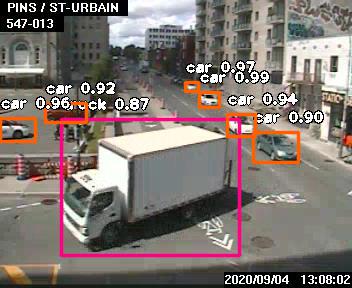 PINS / ST-URBAIN
547-013
car 0.97
car 0.99
car 0.92
car 0.96
ruck 0.87
car 0.94
car 0.90
2020/09/04 13:08:02